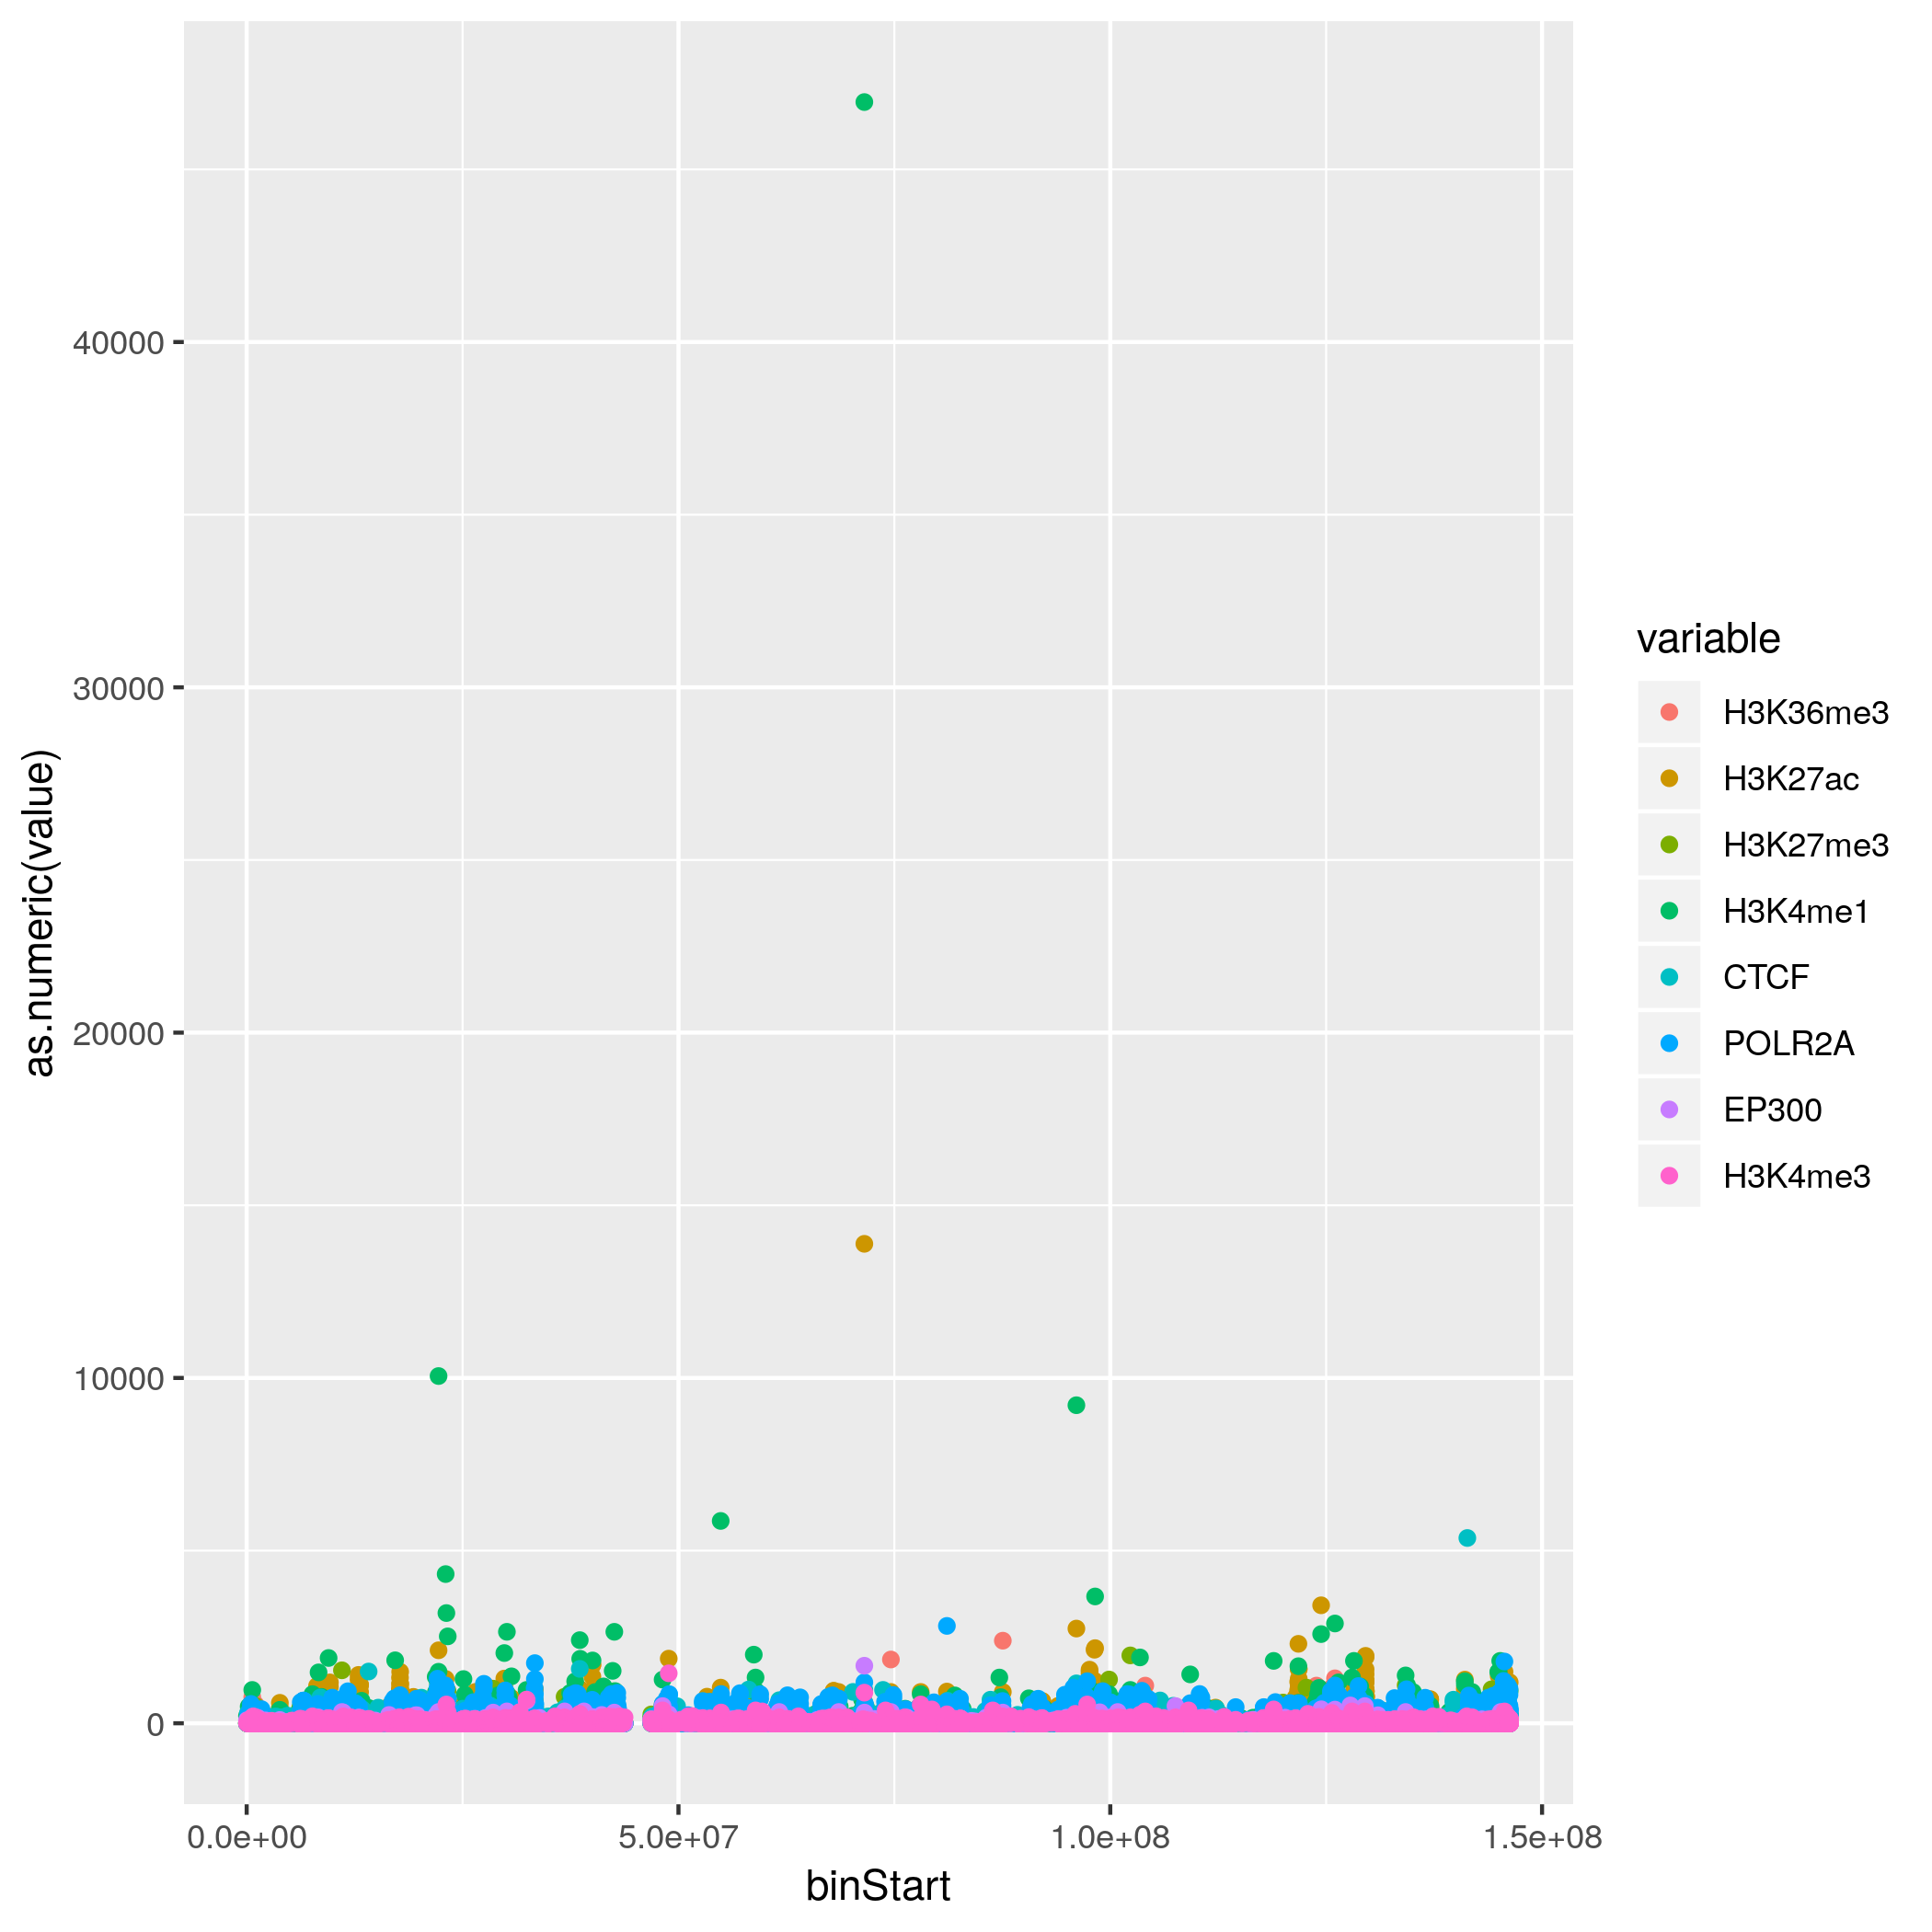 as.numeric(value)
40000
30000
20000
10000
0
0.0e+00
5.0e+07
1.0e+08
1.5e+08
binStart
variable
H3K36me3
H3K27ac
H3K27me3
H3K4me1
CTCF
POLR2A
EP300
H3K4me3